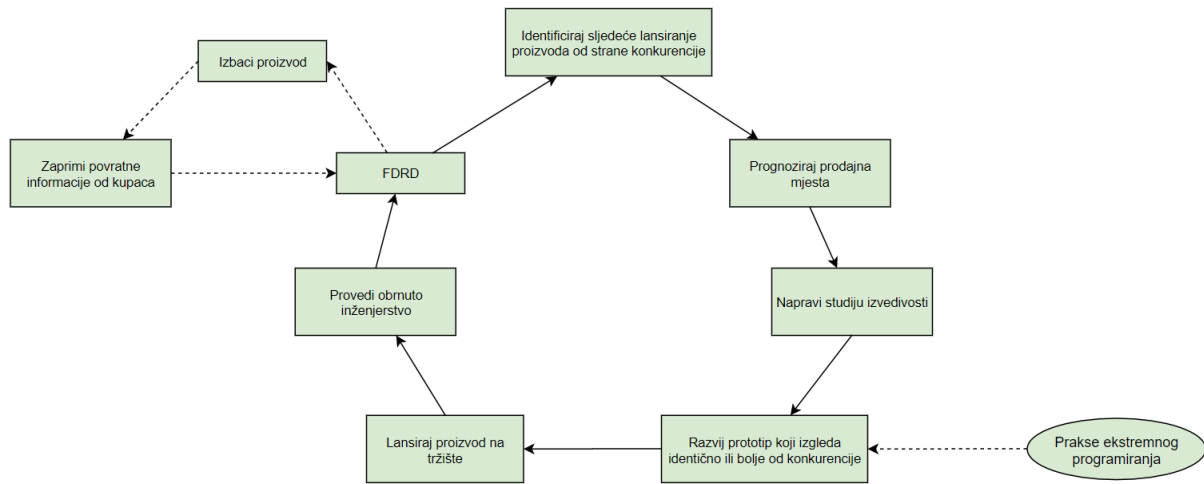 Identificiraj sljedeće lansiranje
proizvoda od strane konkurencije
Izbaci proizvod
Zaprimi povratne
informacije od kupaca
FDRD
Prognoziraj prodajna
mjesta
Provedi obrnuto
inženjerstvo
Napravi studiju izvedivosti
Lansiraj proizvod na
tržište
Razvij prototip koji izgleda
identično ili bolje od konkurencije
Prakse ekstremnog
programiranja